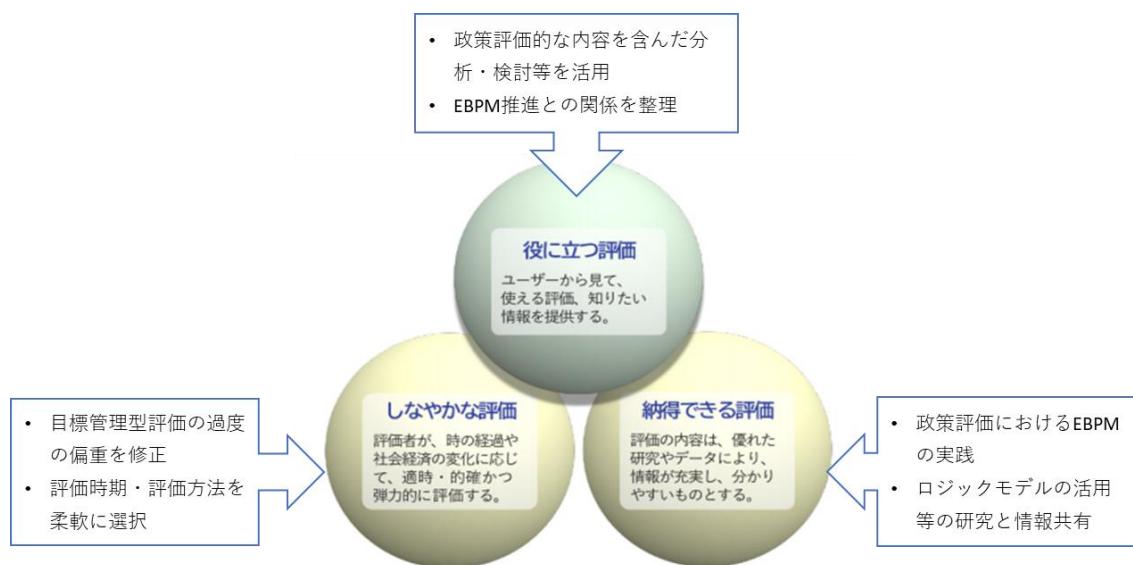 • 政策評価的な内容を含んだ分
析・検討等を活用
• EBPM推進との関係を整理
役に立つ評価
ユーザーから見て、
使える評価、知りたい
情報を提供する。
• 目標管理型評価の過度
の偏重を修正
• 評価時期・評価方法を
柔軟に選択
しなやかな評価
評価者が、時の経過や
社会経済の変化に応じ
て、適時・的確かつ
弾力的に評価する。
納得できる評価
評価の内容は、優れた
研究やデータにより、
情報が充実し、分かり
やすいものとする。
• 政策評価におけるEBPM
の実践
• ロジックモデルの活用
等の研究と情報共有